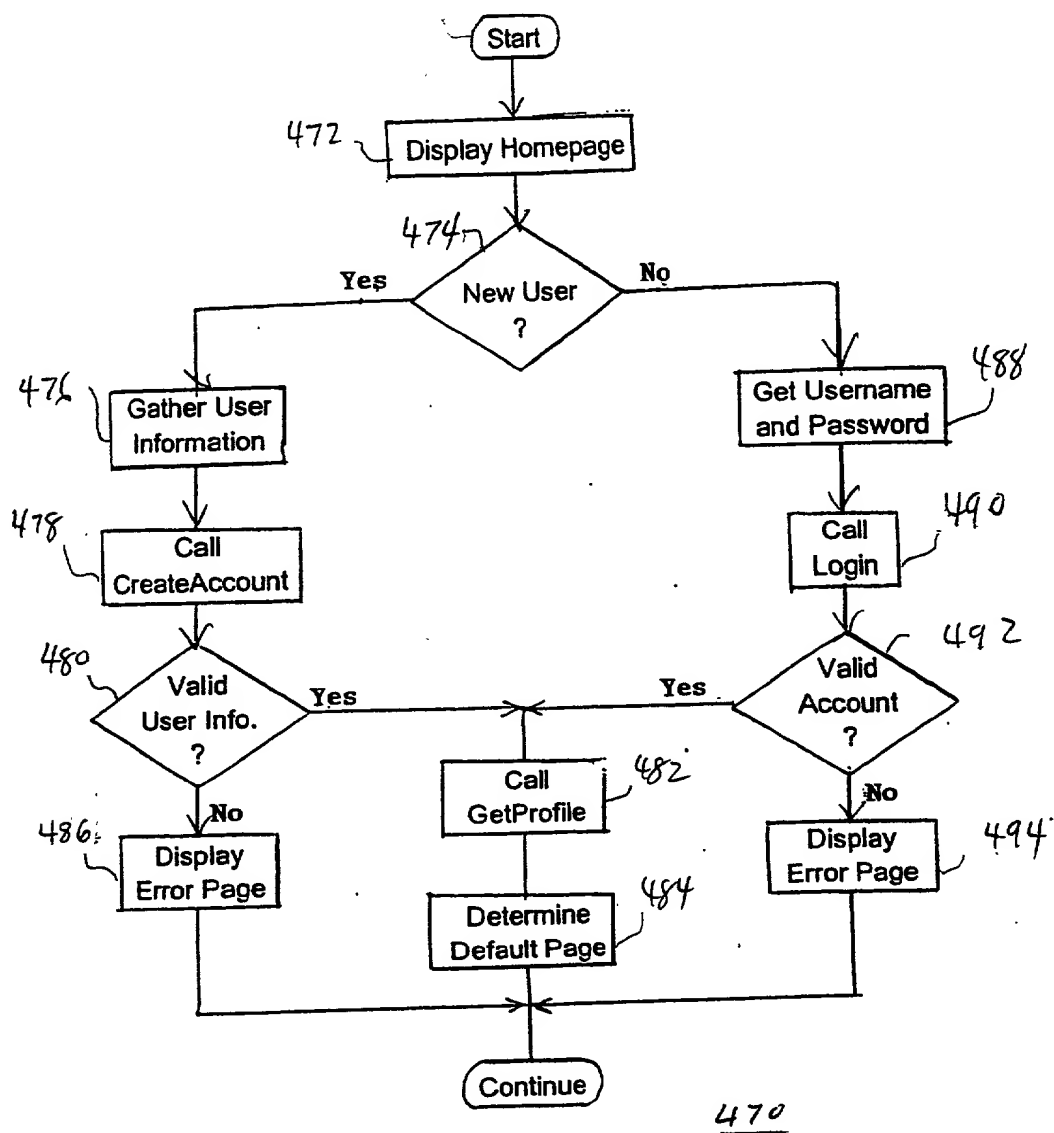 Start
472
Display Homepage
474
Yes
No
New User
?
476
Gather User
Information
488
Get Username
and Password
478
Call
CreateAccount
490
Call
Login
480
Valid
User Info.
?
Yes
Yes
492
Valid
Account
?
482
Call
GetProfile
No
486
Display
Error Page
No
494
Display
Error Page
484
Determine
Default Page
Continue
470